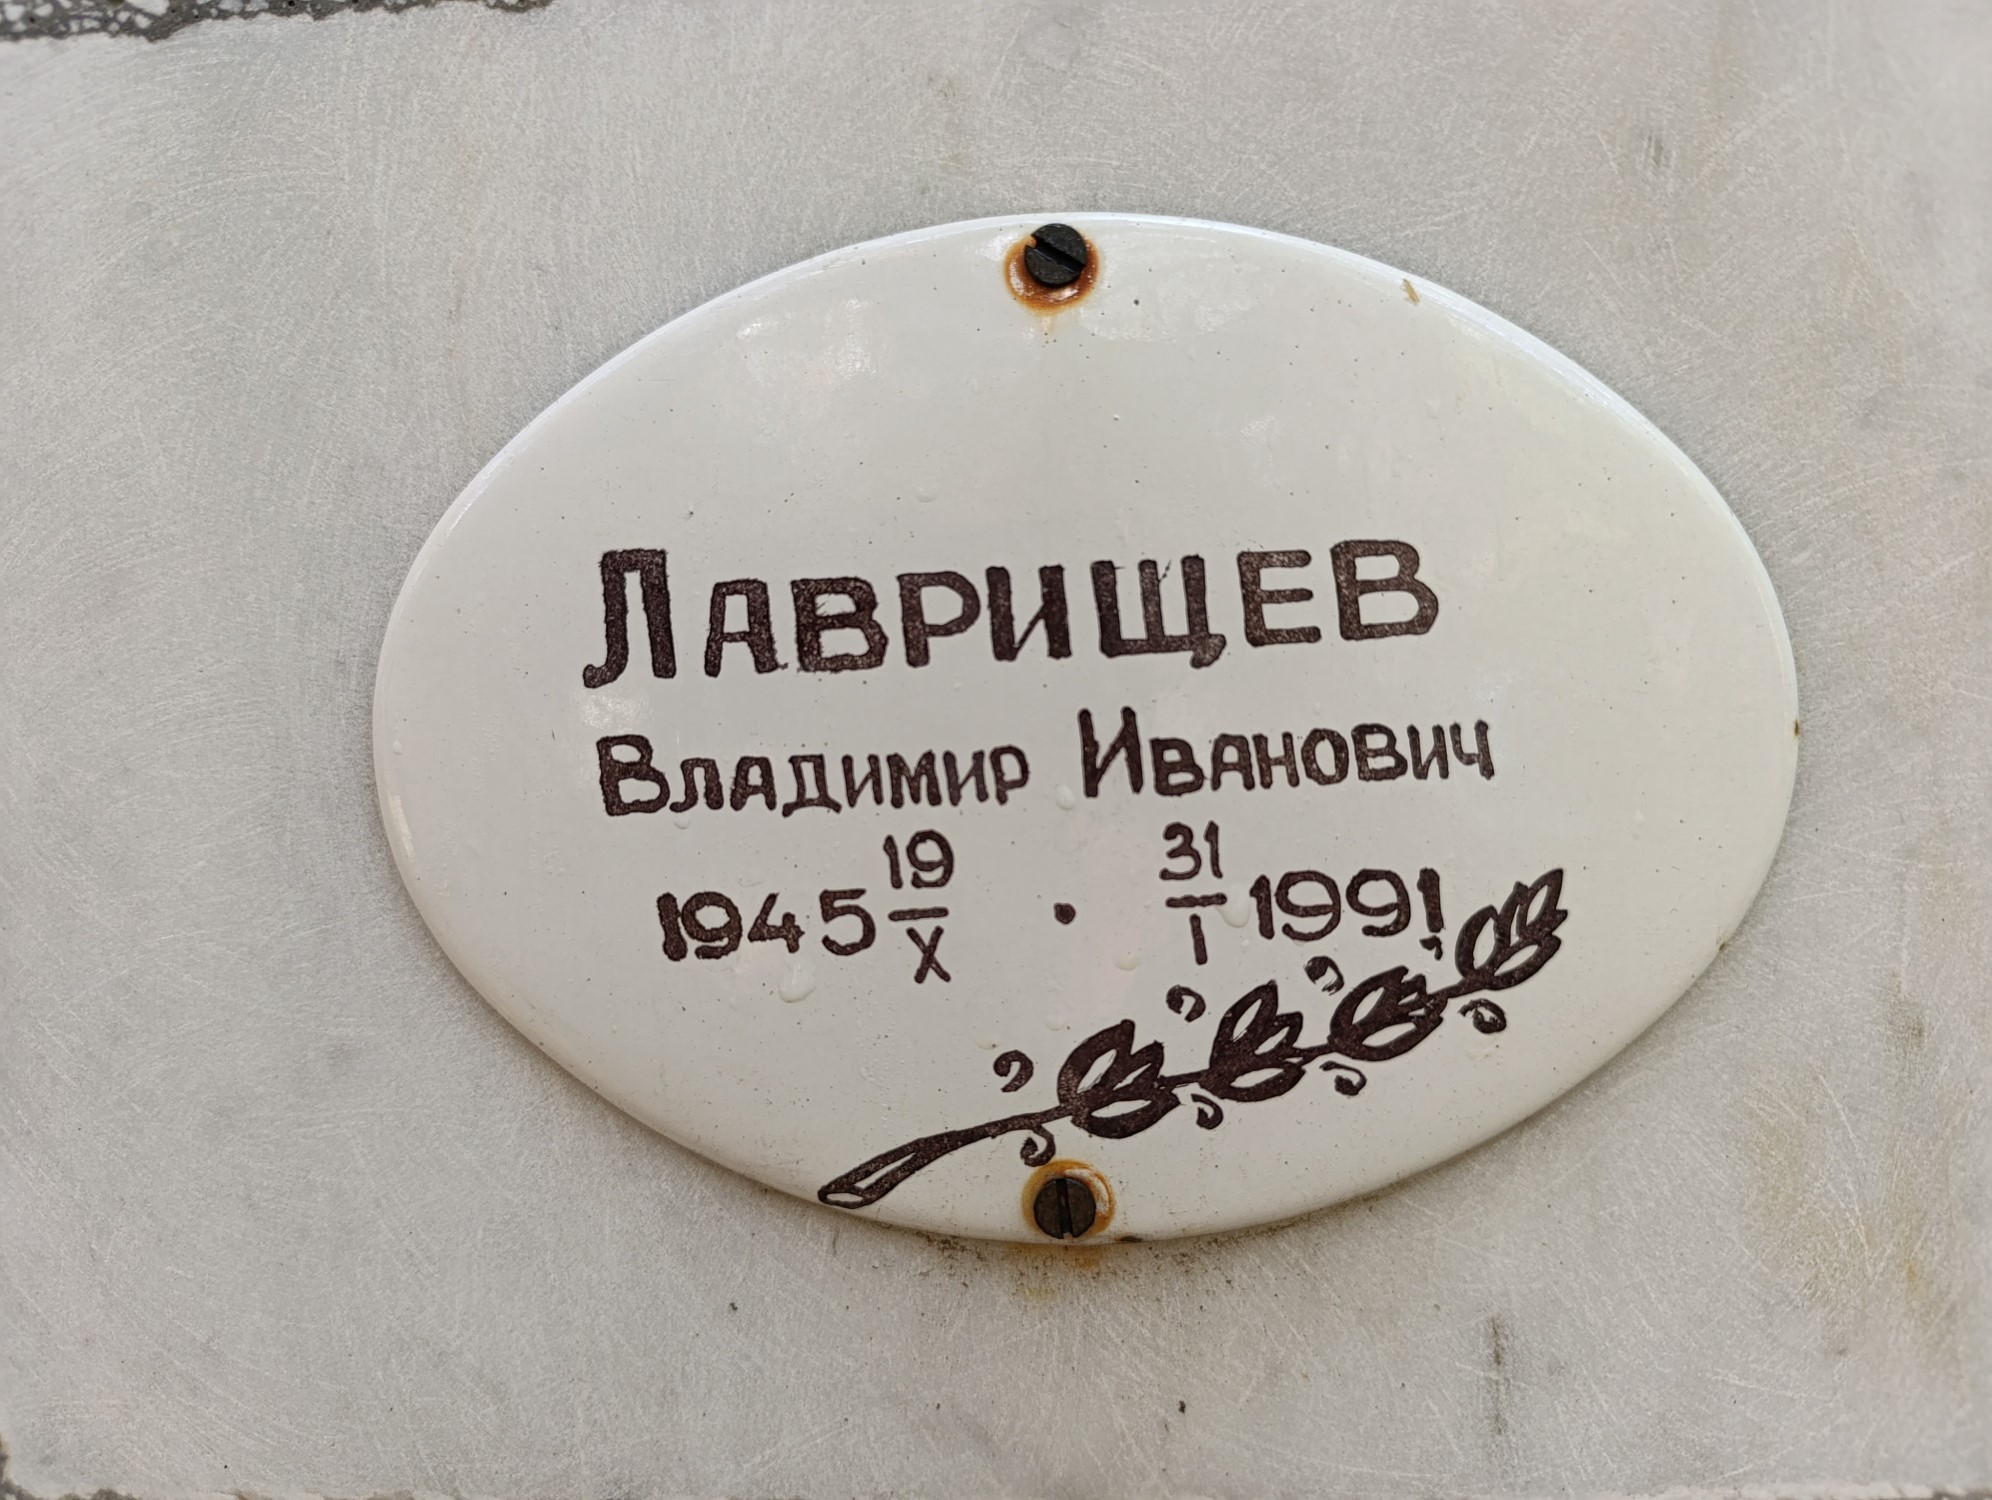 Лаврищев
Владимир Иванович
1945 19/X · 31/I 1991